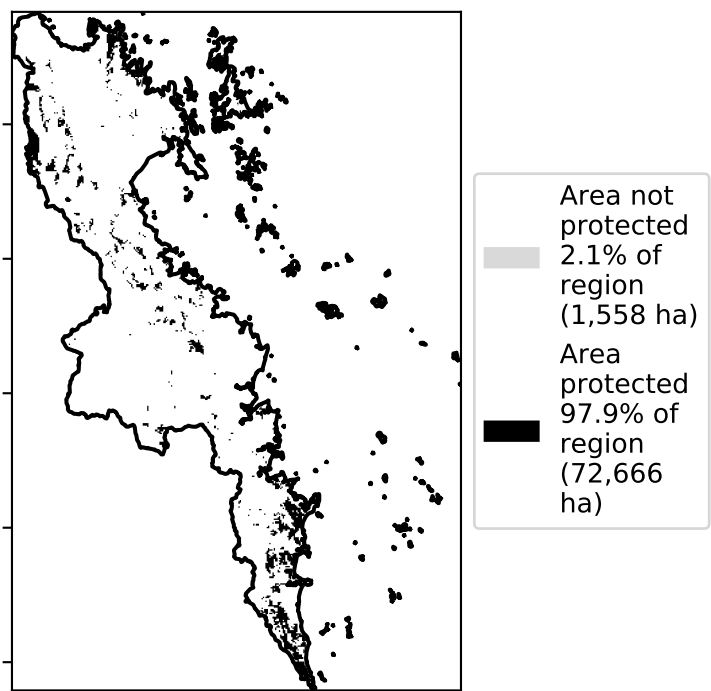 Area not
protected
2.1% of
region
(1,558 ha)
Area
protected
97.9% of
region
(72,666
ha)